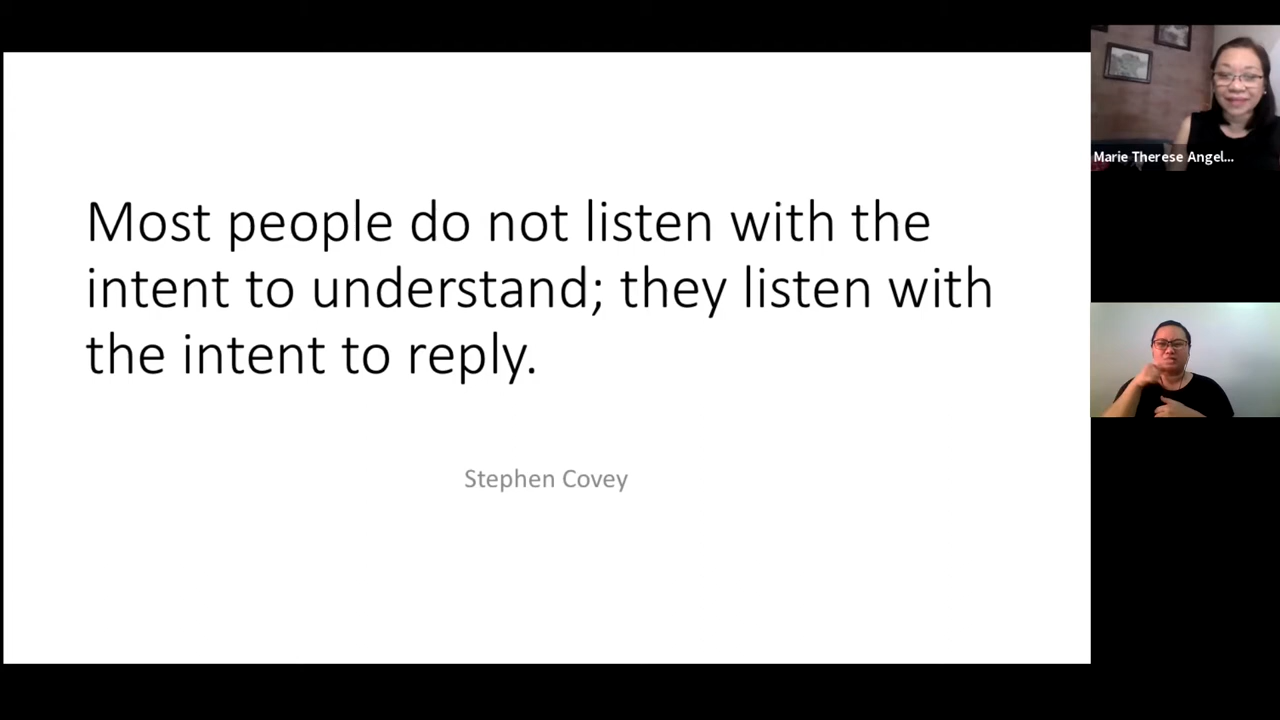 Most people do not listen with the
intent to understand; they listen with
the intent to reply.
Stephen Covey
Marie Therese Angel...